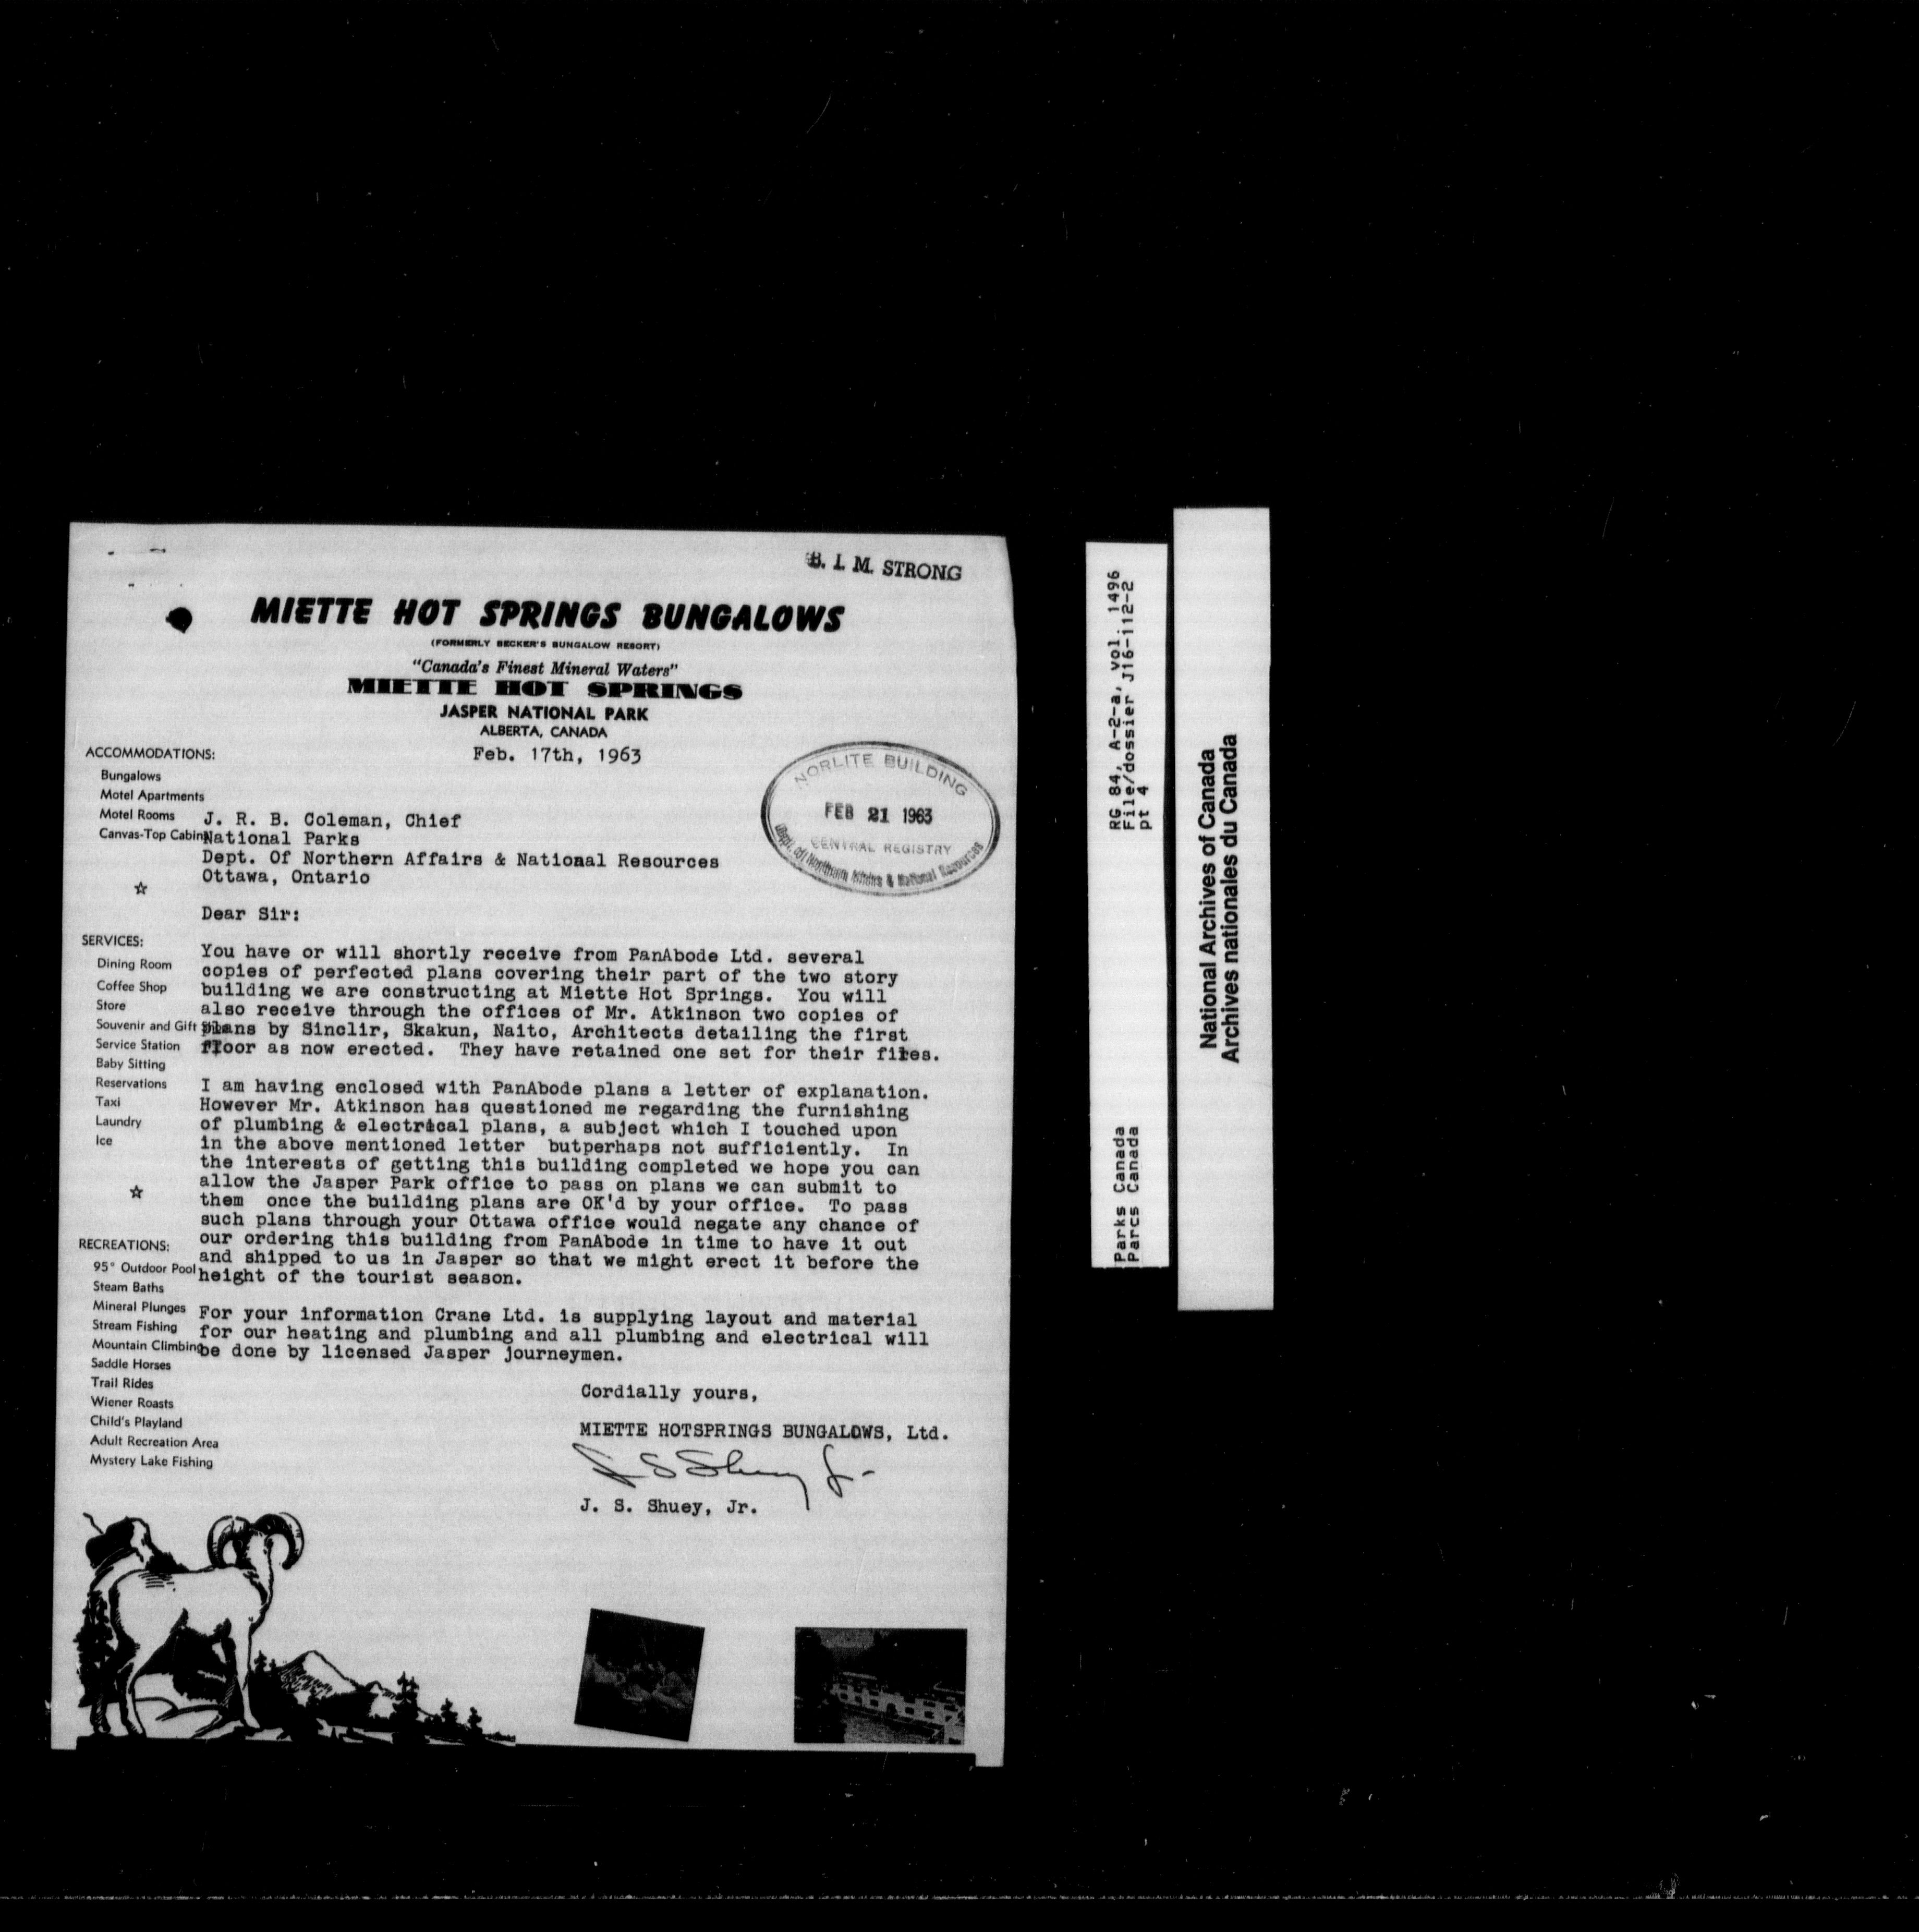 B. I. M. STRONG
MIETTE HOT SPRINGS BUNGALOWS
(FORMERLY BECKER'S BUNGALOW RESORT)
"Canada's Finest Mineral Waters"
MIETTE HOT SPRINGS
JASPER NATIONAL PARK
ALBERTA, CANADA
Feb. 17th, 1963
NORLITE BUILDING
FEB 21 1963
CENTRAL REGISTRY
(Dept. of) Northern Affairs & National Resources
ACCOMMODATIONS:
Bungalows
Motel Apartments
Motel Rooms
Canvas-Top Cabins
J. R. B. Coleman, Chief
National Parks
Dept. Of Northern Affairs & National Resources
Ottawa, Ontario
Dear Sir:
SERVICES:
Dining Room
Coffee Shop
Store
Souvenir and Gift Shop
Service Station
Baby Sitting
Reservations
Taxi
Laundry
Ice
You have or will shortly receive from PanAbode Ltd. several
copies of perfected plans covering their part of the two story
building we are constructing at Miette Hot Springs.  You will
also receive through the offices of Mr. Atkinson two copies of
plans by Sinclir, Skakun, Naito, Architects detailing the first
floor as now erected.  They have retained one set for their files.
I am having enclosed with PanAbode plans a letter of explanation.
However Mr. Atkinson has questioned me regarding the furnishing
of plumbing & electrical plans, a subject which I touched upon
in the above mentioned letter  butperhaps not sufficiently.  In
the interests of getting this building completed we hope you can
allow the Jasper Park office to pass on plans we can submit to
them  once the building plans are OK'd by your office.  To pass
such plans through your Ottawa office would negate any chance of
our ordering this building from PanAbode in time to have it out
and shipped to us in Jasper so that we might erect it before the
height of the tourist season.
RECREATIONS:
95° Outdoor Pool
Steam Baths
Mineral Plunges
Stream Fishing
Mountain Climbing
Saddle Horses
Trail Rides
Wiener Roasts
Child's Playland
Adult Recreation Area
Mystery Lake Fishing
For your information Crane Ltd. is supplying layout and material
for our heating and plumbing and all plumbing and electrical will
be done by licensed Jasper journeymen.
Cordially yours,
MIETTE HOTSPRINGS BUNGALOWS, Ltd.
J S Shuey Jr
J. S. Shuey, Jr.
RG 84, A-2-a, vol. 1496
File/dossier J16-112-2
pt 4
Parks Canada
Parcs Canada
National Archives of Canada
Archives nationales du Canada